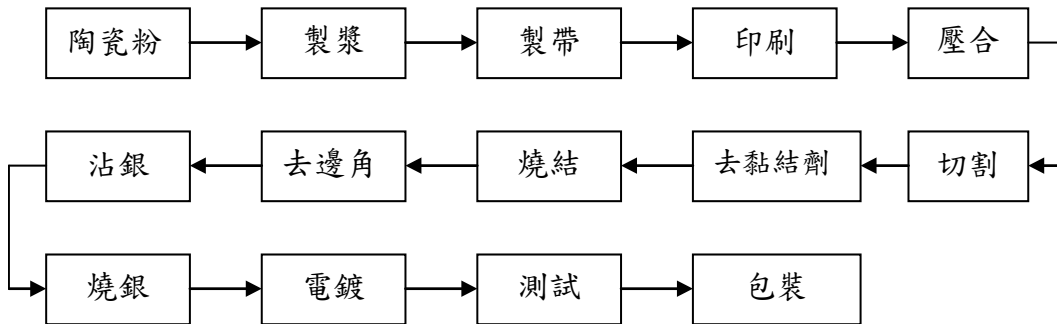 陶瓷粉 製漿 製帶 印刷 壓合
沾銀 去邊角 燒結 去黏結劑 切割
燒銀 電鍍 測試 包裝